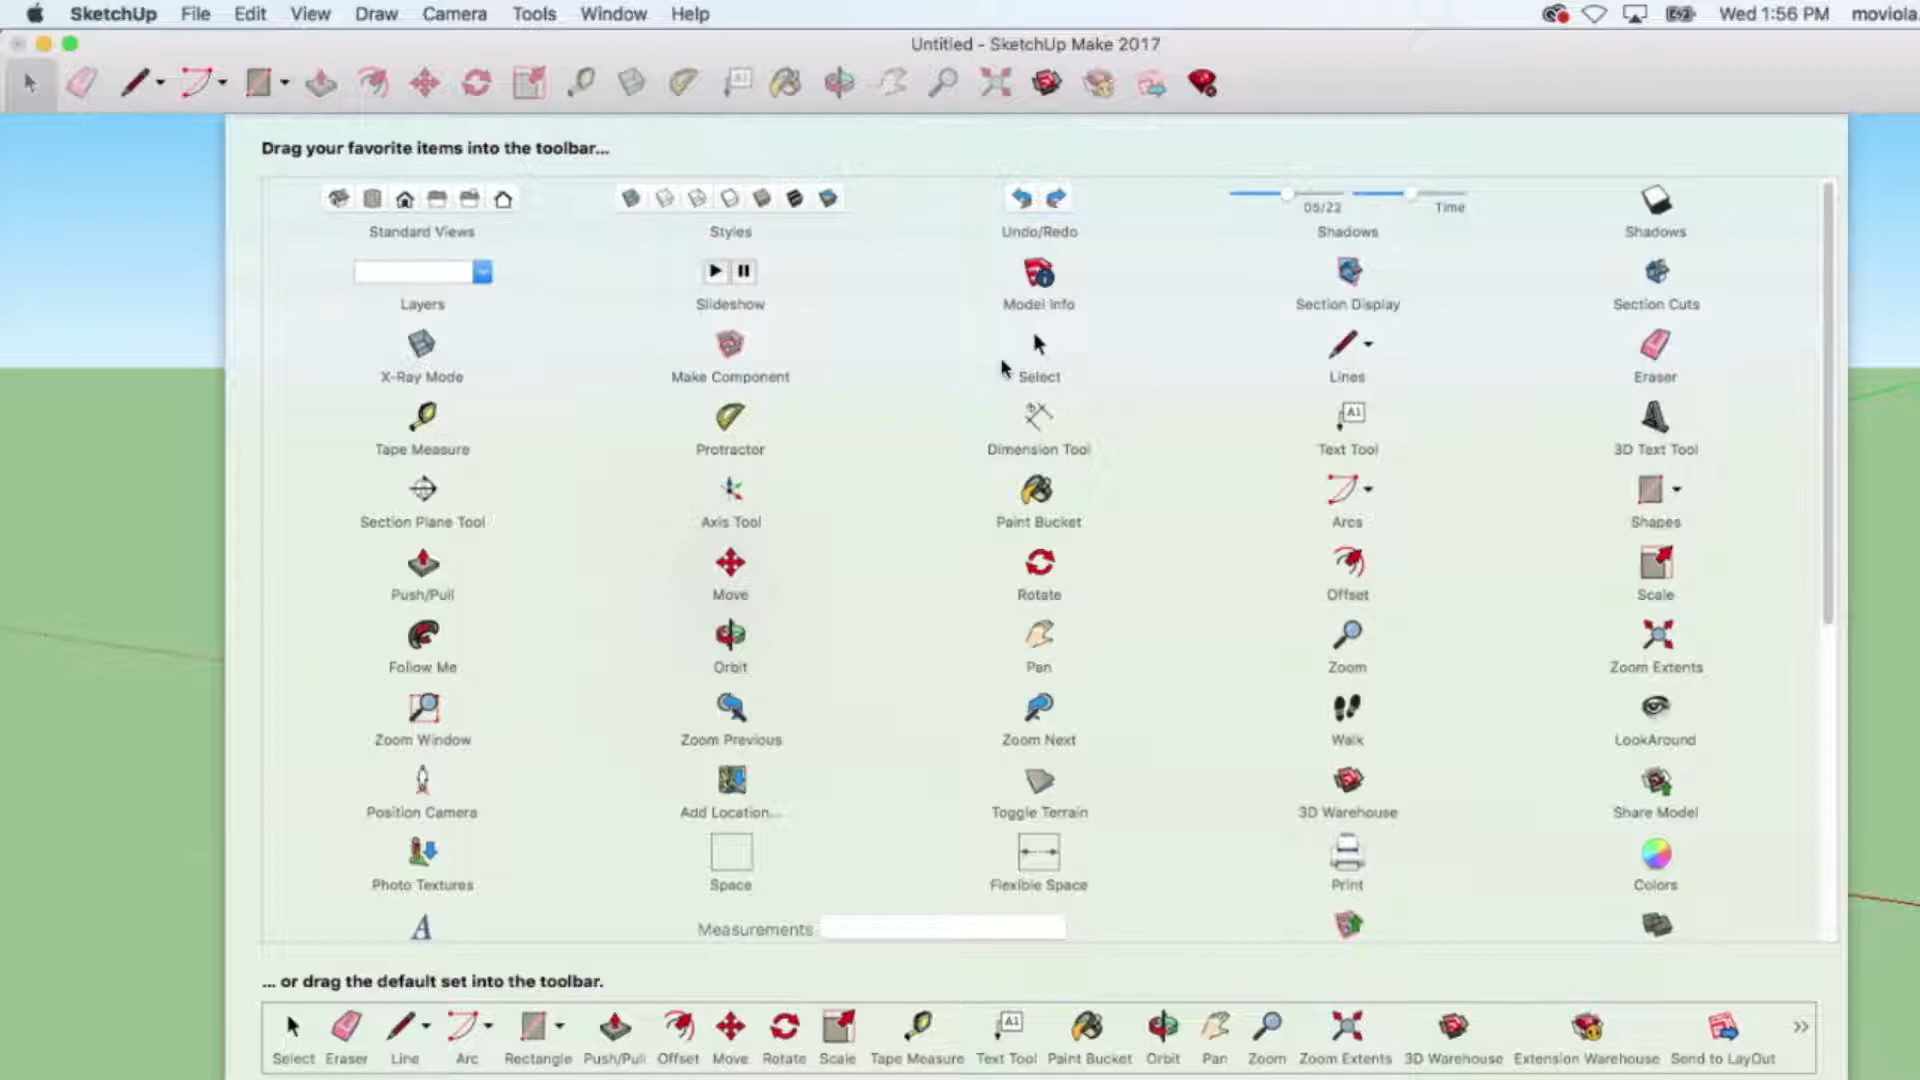 SketchUp File Edit View Draw Camera Tools Window Help Wed 1:56 PM moviola
Untitled - SketchUp Make 2017
A1
Drag your favorite items into the toolbar...
05/22 Time
Standard Views Styles Undo/Redo Shadows Shadows
Layers Slideshow Model Info Section Display Section Cuts
X-Ray Mode Make Component Select Lines Eraser
A1
Tape Measure Protractor Dimension Tool Text Tool 3D Text Tool
Section Plane Tool Axis Tool Paint Bucket Arcs Shapes
Push/Pull Move Rotate Offset Scale
Follow Me Orbit Pan Zoom Zoom Extents
Zoom Window Zoom Previous Zoom Next Walk LookAround
Position Camera Add Location... Toggle Terrain 3D Warehouse Share Model
Photo Textures Space Flexible Space Print Colors
A Measurements
... or drag the default set into the toolbar.
A1
Select Eraser Line Arc Rectangle Push/Pull Offset Move Rotate Scale Tape Measure Text Tool Paint Bucket Orbit Pan Zoom Zoom Extents 3D Warehouse Extension Warehouse Send to LayOut